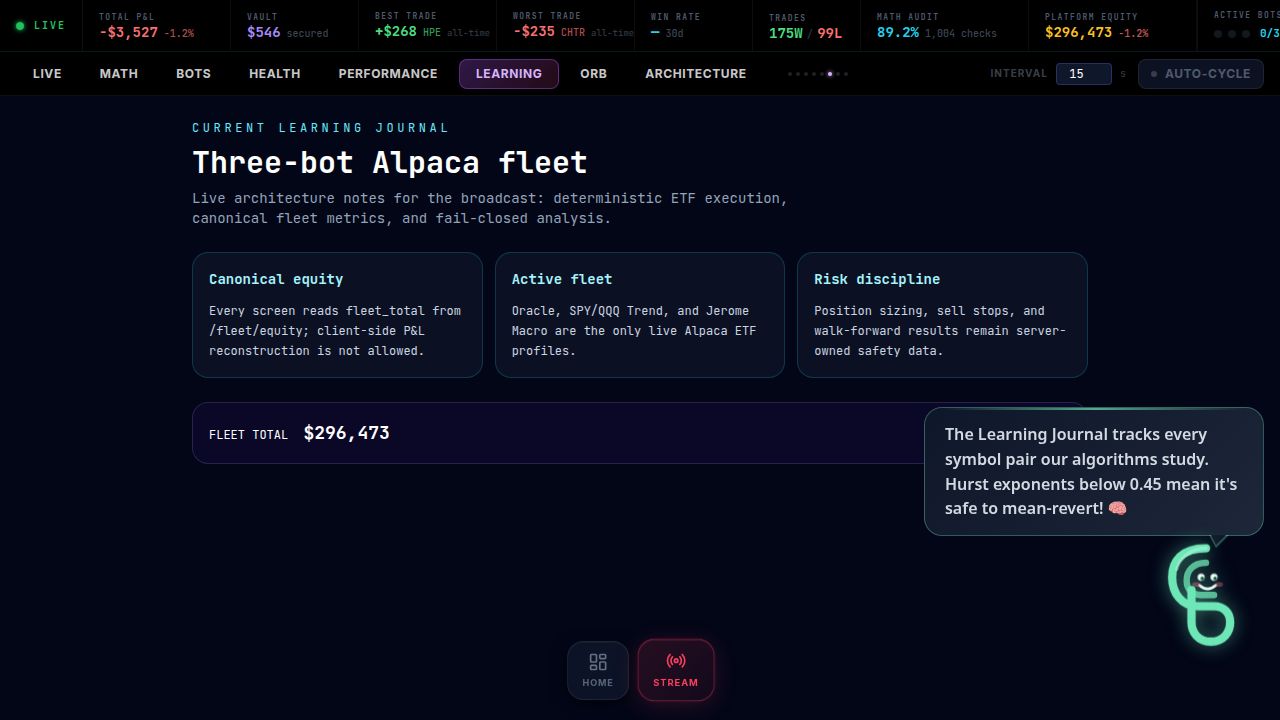 LIVE
TOTAL P&L
-$3,527 -1.2%
VAULT
$546 secured
BEST TRADE
+$268 HPE all-time
WORST TRADE
-$235 CHTR all-time
WIN RATE
— 30d
TRADES
175W / 99L
MATH AUDIT
89.2% 1,004 checks
PLATFORM EQUITY
$296,473 -1.2%
ACTIVE BOTS
0/3
LIVE MATH BOTS HEALTH PERFORMANCE LEARNING ORB ARCHITECTURE INTERVAL 15 s AUTO-CYCLE
CURRENT LEARNING JOURNAL
Three-bot Alpaca fleet
Live architecture notes for the broadcast: deterministic ETF execution,
canonical fleet metrics, and fail-closed analysis.
Canonical equity
Every screen reads fleet_total from
/fleet/equity; client-side P&L
reconstruction is not allowed.
Active fleet
Oracle, SPY/QQQ Trend, and Jerome
Macro are the only live Alpaca ETF
profiles.
Risk discipline
Position sizing, sell stops, and
walk-forward results remain server-
owned safety data.
FLEET TOTAL $296,473
The Learning Journal tracks every
symbol pair our algorithms study.
Hurst exponents below 0.45 mean it's
safe to mean-revert! 🧠
HOME
STREAM